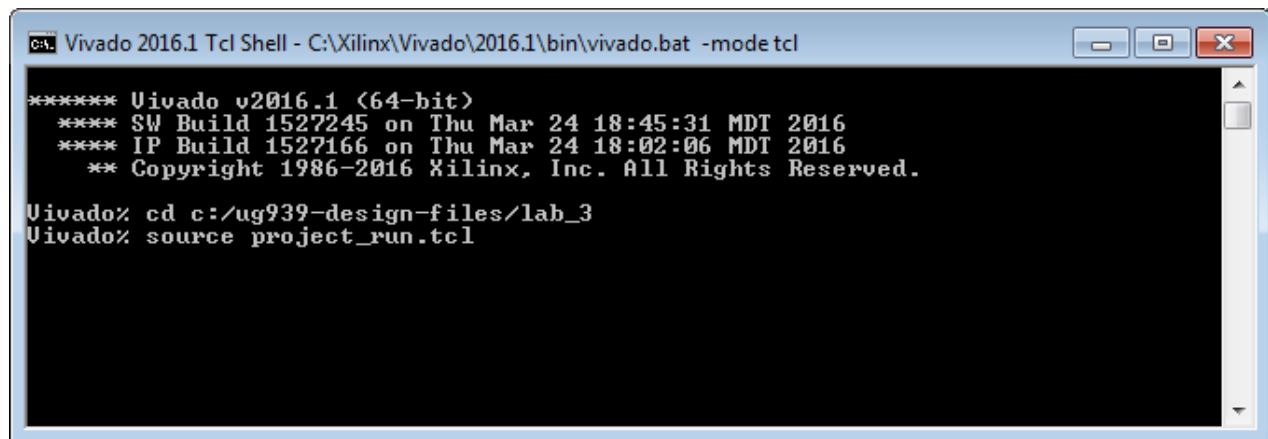 Vivado 2016.1 Tcl Shell - C:\Xilinx\Vivado\2016.1\bin\vivado.bat -mode tcl
****** Vivado v2016.1 (64-bit)
**** SW Build 1527245 on Thu Mar 24 18:45:31 MDT 2016
**** IP Build 1527166 on Thu Mar 24 18:02:06 MDT 2016
** Copyright 1986-2016 Xilinx, Inc. All Rights Reserved.
Vivado% cd c:/ug939-design-files/lab_3
Vivado% source project_run.tcl